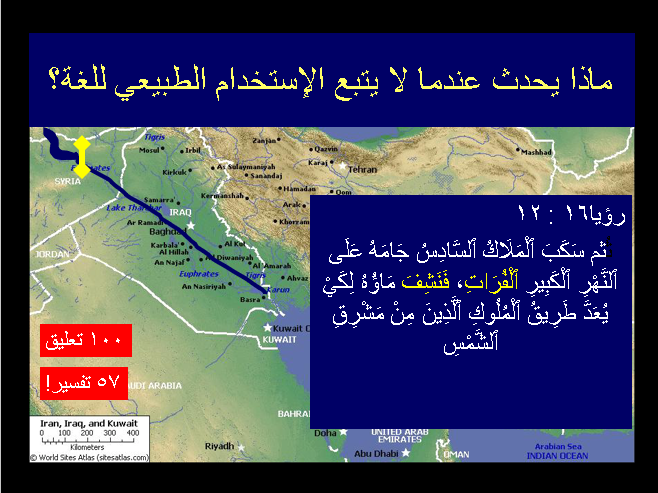 ماذا يحدث عندما لا يتبع الإستخدام الطبيعي للغة؟
رؤيا١٦ : ١٢
ثم سَكَبَ ٱلْمَلَاكُ ٱلسَّادِسُ جَامَهُ عَلَى
ٱلنَّهْرِ ٱلْكَبِيرِ ٱلْفُرَاتِ، فَنَشِفَ مَاؤُهُ لِكَيْ
يُعَدَّ طَرِيقُ ٱلْمُلُوكِ ٱلَّذِينَ مِنْ مَشْرِقِ
ٱلشَّمْسِ
١٠٠ تعليق
٥٧ تفسير!
Tigris
Zanjan
Qazvin
Mashhad
Mosul
Irbil
Karaj
Tehran
As Sulaymaniyah
Sanandaj
Kirkuk
SYRIA
Hamadan
Qom
Kermanshah
Samarra'
Arak
Lake Tharthar
IRAQ
Ar Ramadi
Khorram
Baghdad
Karbala'
Al Kut
Al Hillah
JORDAN
An Najaf
Ad Diwaniyah
Al 'Amarah
Euphrates
Tigris
Ahvaz
An Nasiriyah
Karun
Basra
Kuwait
KUWAIT
SAUDI ARABIA
BAHRAI
Riyadh
Doha
UNITED ARAB
EMIRATES
Abu Dhabi
OMAN
Arabian Sea
INDIAN OCEAN
Iran, Iraq, and Kuwait
0 100 200 300 400
Kilometers
© World Sites Atlas (sitesatlas.com)